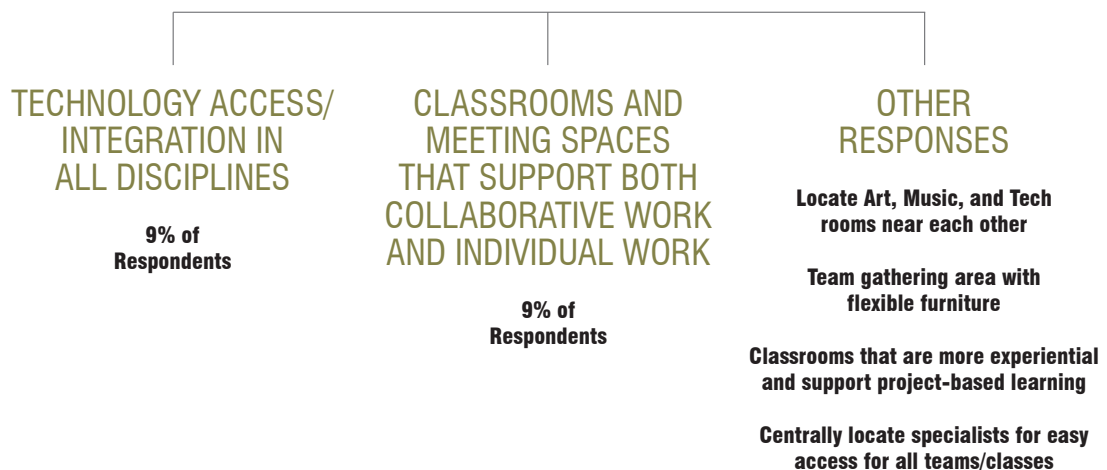 TECHNOLOGY ACCESS/
INTEGRATION IN
ALL DISCIPLINES
9% of
Respondents
CLASSROOMS AND
MEETING SPACES
THAT SUPPORT BOTH
COLLABORATIVE WORK
AND INDIVIDUAL WORK
9% of
Respondents
OTHER
RESPONSES
Locate Art, Music, and Tech
rooms near each other
Team gathering area with
flexible furniture
Classrooms that are more experiential
and support project-based learning
Centrally locate specialists for easy
access for all teams/classes